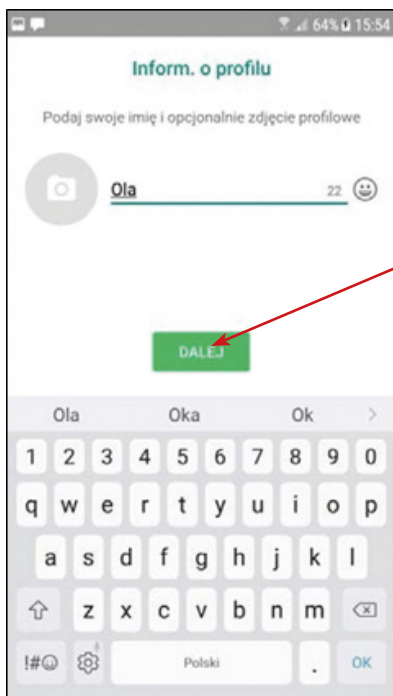 64% 15:54
Inform. o profilu
Podaj swoje imię i opcjonalnie zdjęcie profilowe
Ola 22
DALEJ
Ola Oka Ok >
1 2 3 4 5 6 7 8 9 0
q w e r t y u i o p
a s d f g h j k l
z x c v b n m
!#☺ Polski . OK